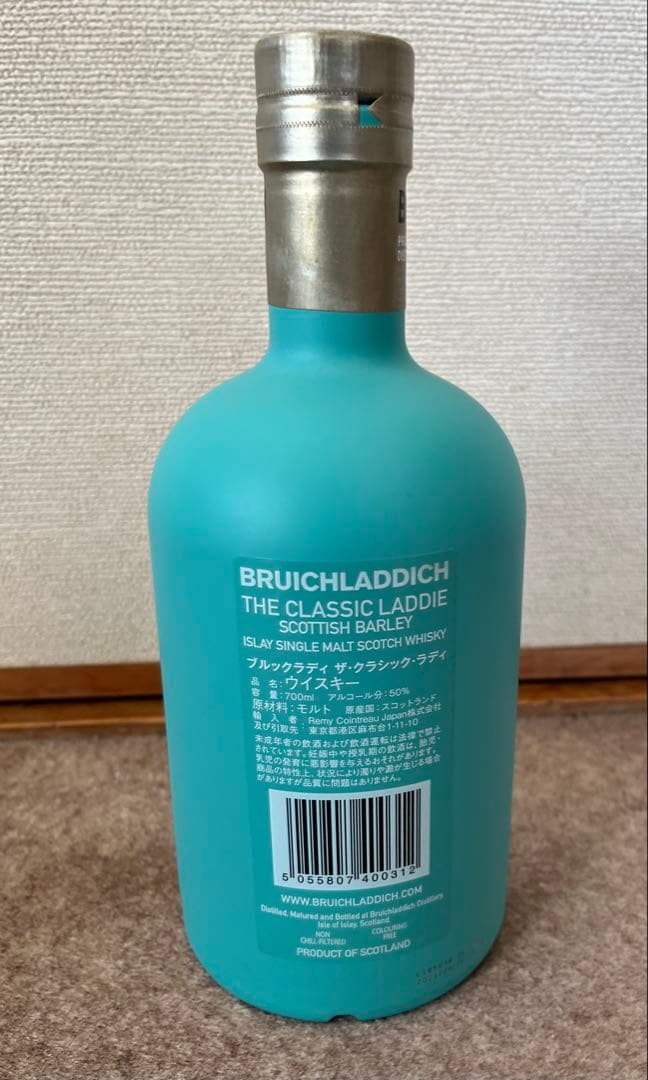 BRUICHLADDICH
THE CLASSIC LADDIE
SCOTTISH BARLEY
ISLAY SINGLE MALT SCOTCH WHISKY
ブルックラディ ザ・クラシック・ラディ
品 名:ウイスキー
容 量:700ml アルコール分:50%
原材料:モルト 原産国:スコットランド
輸 入 者 . Remy Cointreau Japan株式会社
及び引取先 : 東京都港区麻布台1-11-10
未成年者の飲酒および飲酒運転は法律で禁止
されています。妊娠中や授乳期の飲酒は、胎児・
乳児の発育に悪影響を与えるおそれがあります。
商品の特性上、状況により濁りや澱が生じる場合
がありますが品質に問題はありません。
5 055807 400312
WWW.BRUICHLADDICH.COM
Distilled, Matured and Bottled at Bruichladdich Distillery,
Isle of Islay, Scotland.
NON CHILL-FILTERED
COLOURING FREE
PRODUCT OF SCOTLAND